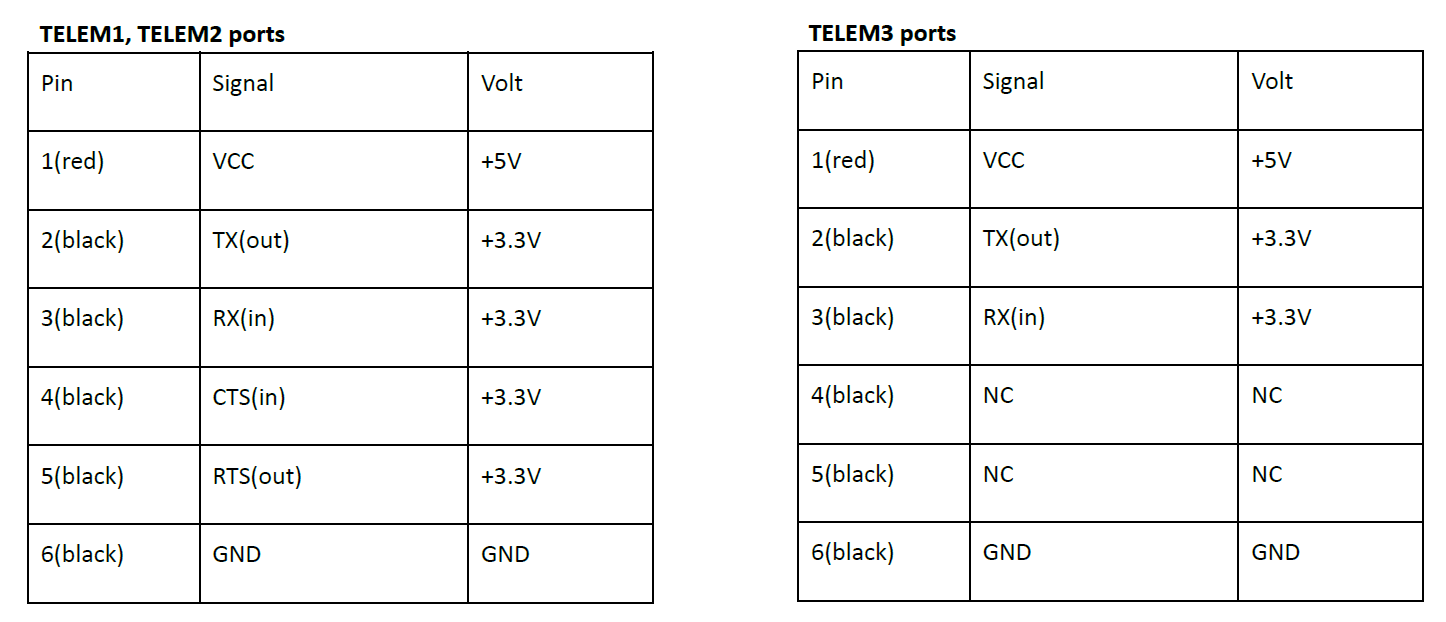 TELEM1, TELEM2 ports
Pin Signal Volt
1(red) VCC +5V
2(black) TX(out) +3.3V
3(black) RX(in) +3.3V
4(black) CTS(in) +3.3V
5(black) RTS(out) +3.3V
6(black) GND GND
TELEM3 ports
Pin Signal Volt
1(red) VCC +5V
2(black) TX(out) +3.3V
3(black) RX(in) +3.3V
4(black) NC NC
5(black) NC NC
6(black) GND GND